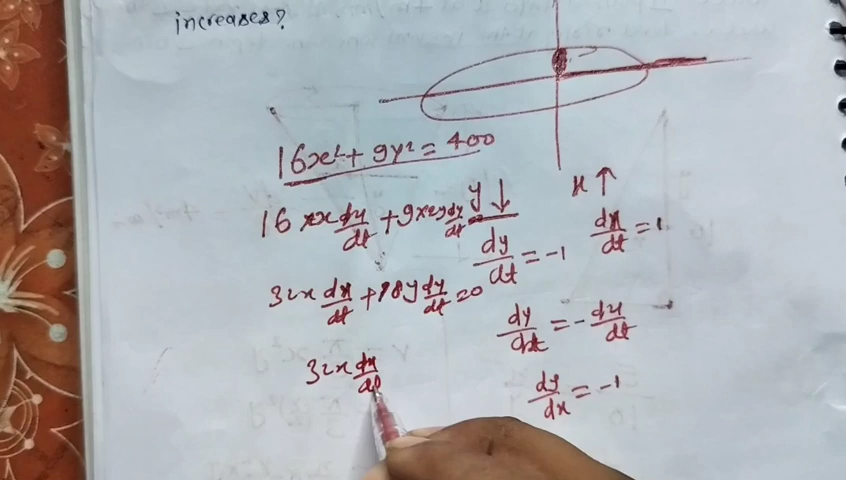 increases?
16x² + 9y² = 400
y ↓
x ↑
16 × 2x dx/dt + 9×2y dy/dt
dy/dt = -1
dx/dt = 1
32x dx/dt + 18y dy/dt = 0
dy/dt = - dx/dt
32x dx/dt
dy/dx = -1